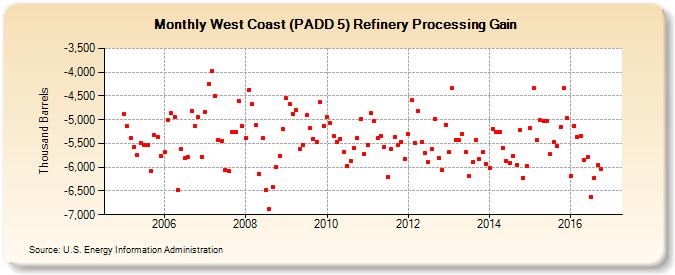 Monthly West Coast (PADD 5) Refinery Processing Gain
Thousand Barrels
-3,500
-4,000
-4,500
-5,000
-5,500
-6,000
-6,500
-7,000
2006 2008 2010 2012 2014 2016
Source: U.S. Energy Information Administration